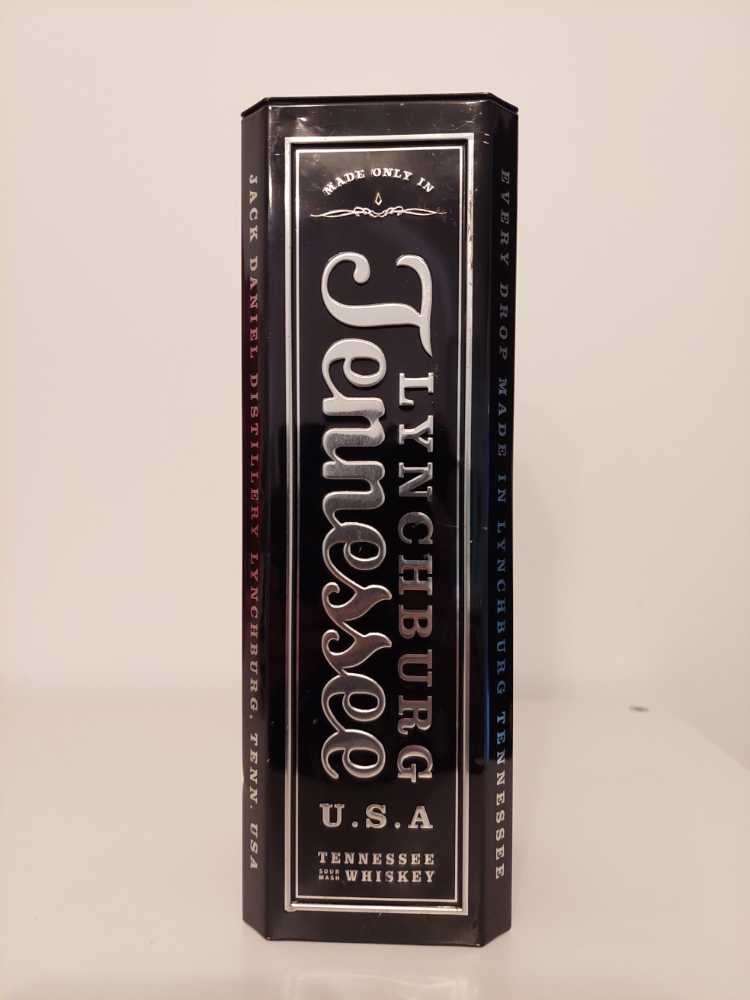 MADE ONLY IN
LYNCHBURG
Tennessee
U.S.A
TENNESSEE
SOUR MASH WHISKEY
JACK DANIEL DISTILLERY LYNCHBURG, TENN. USA
EVERY DROP MADE IN LYNCHBURG TENNESSEE